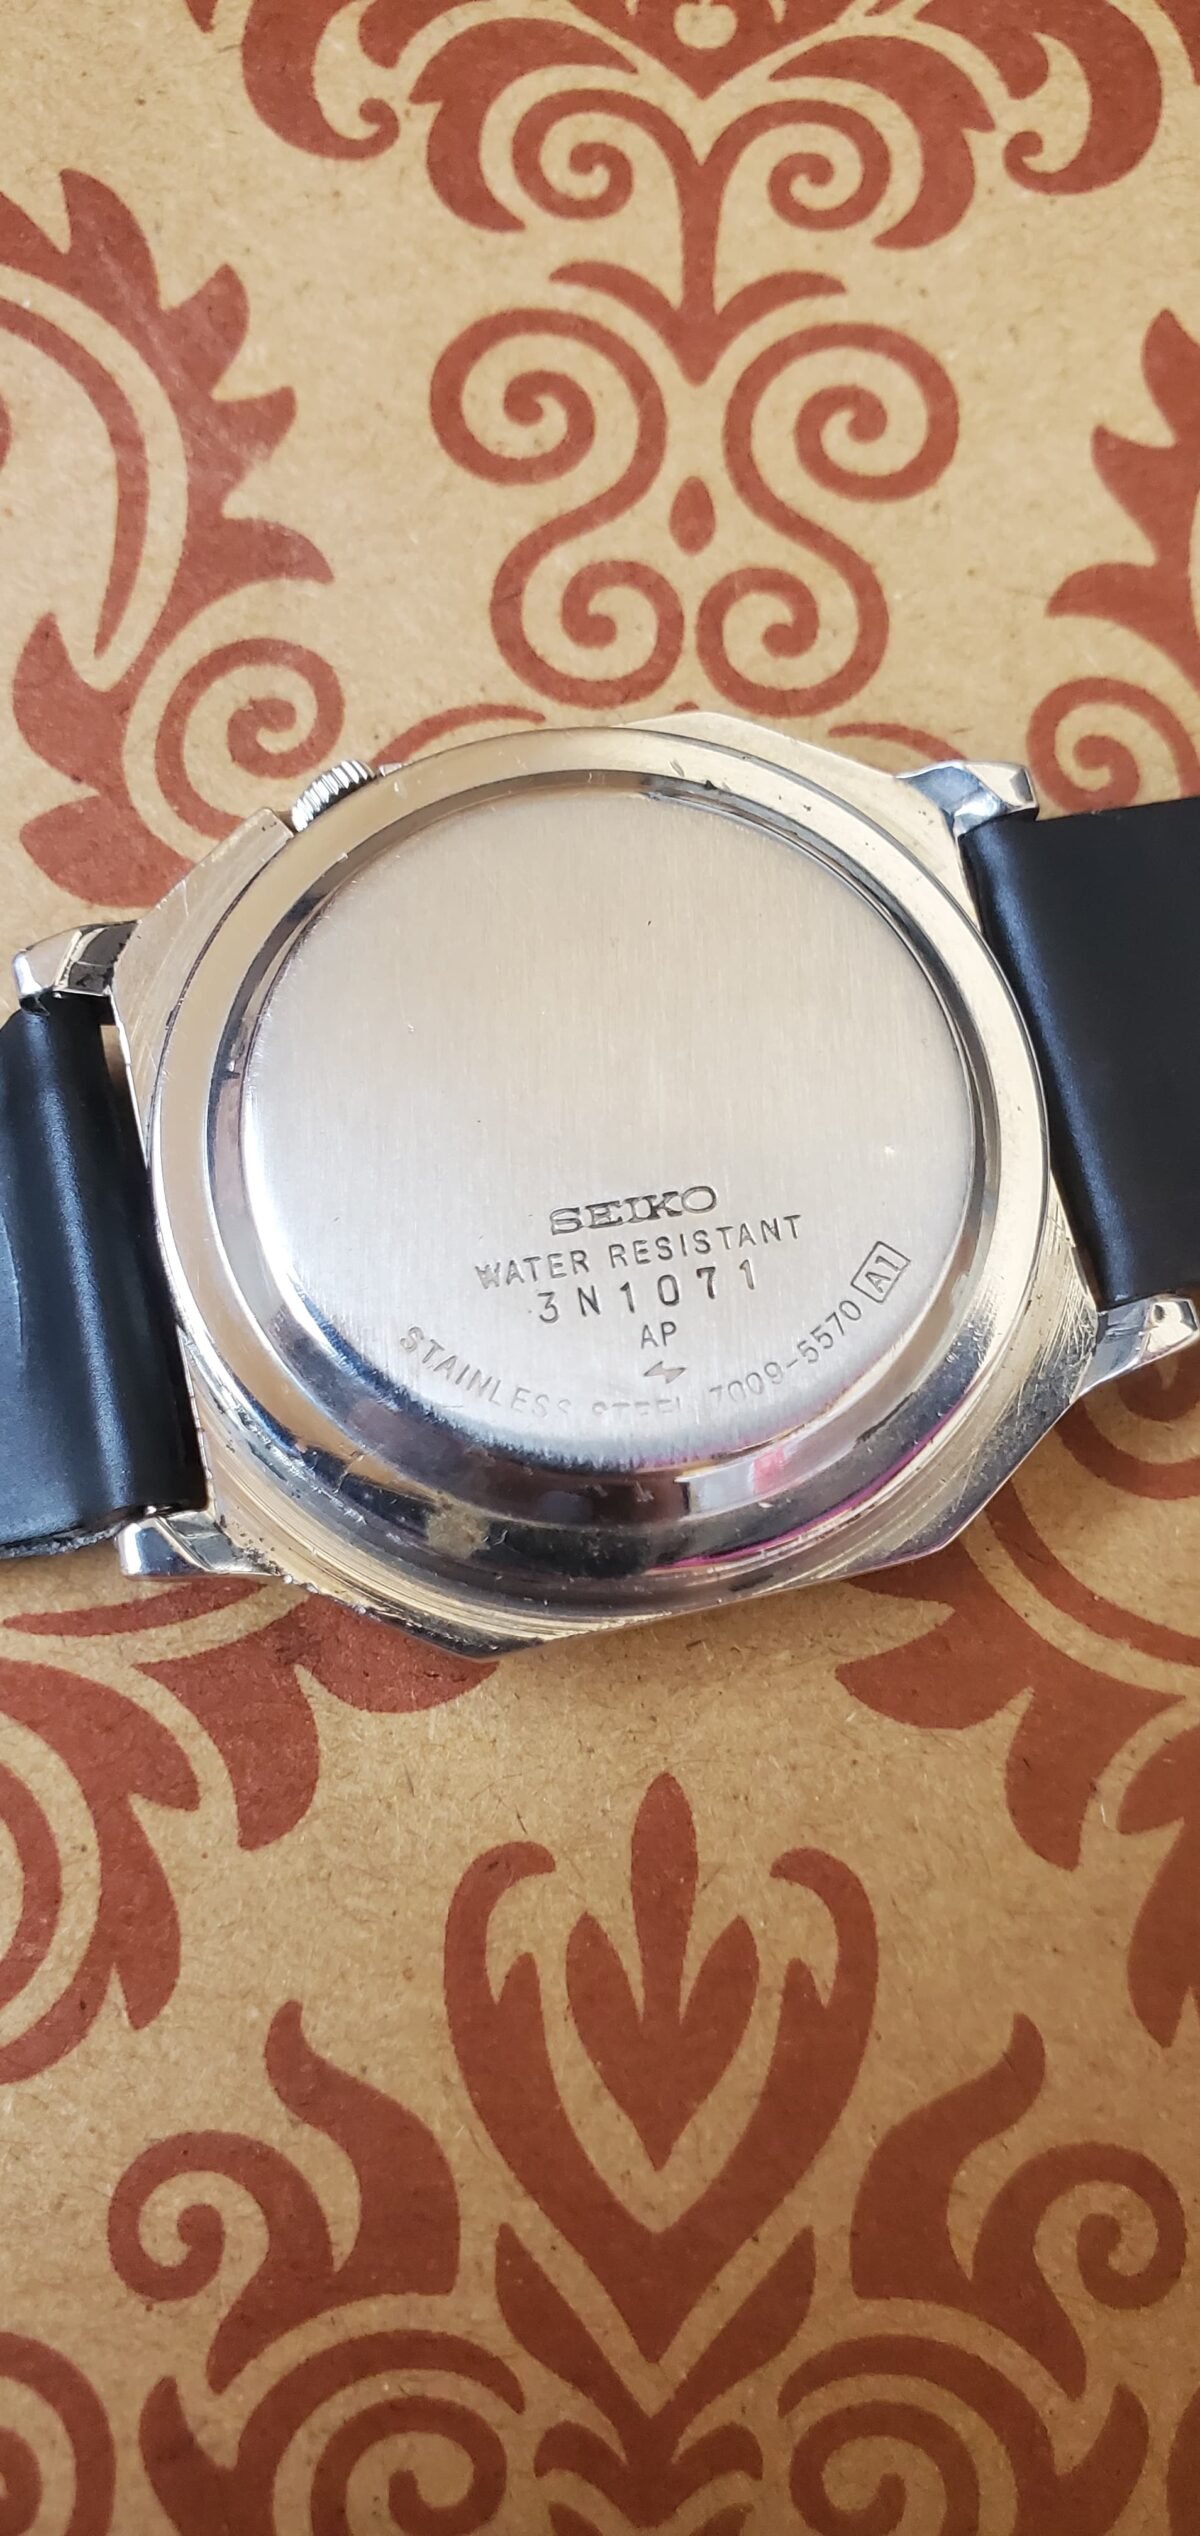 SEIKO
WATER RESISTANT
3N1071
AP
STAINLESS STEEL 7009-5570 A1